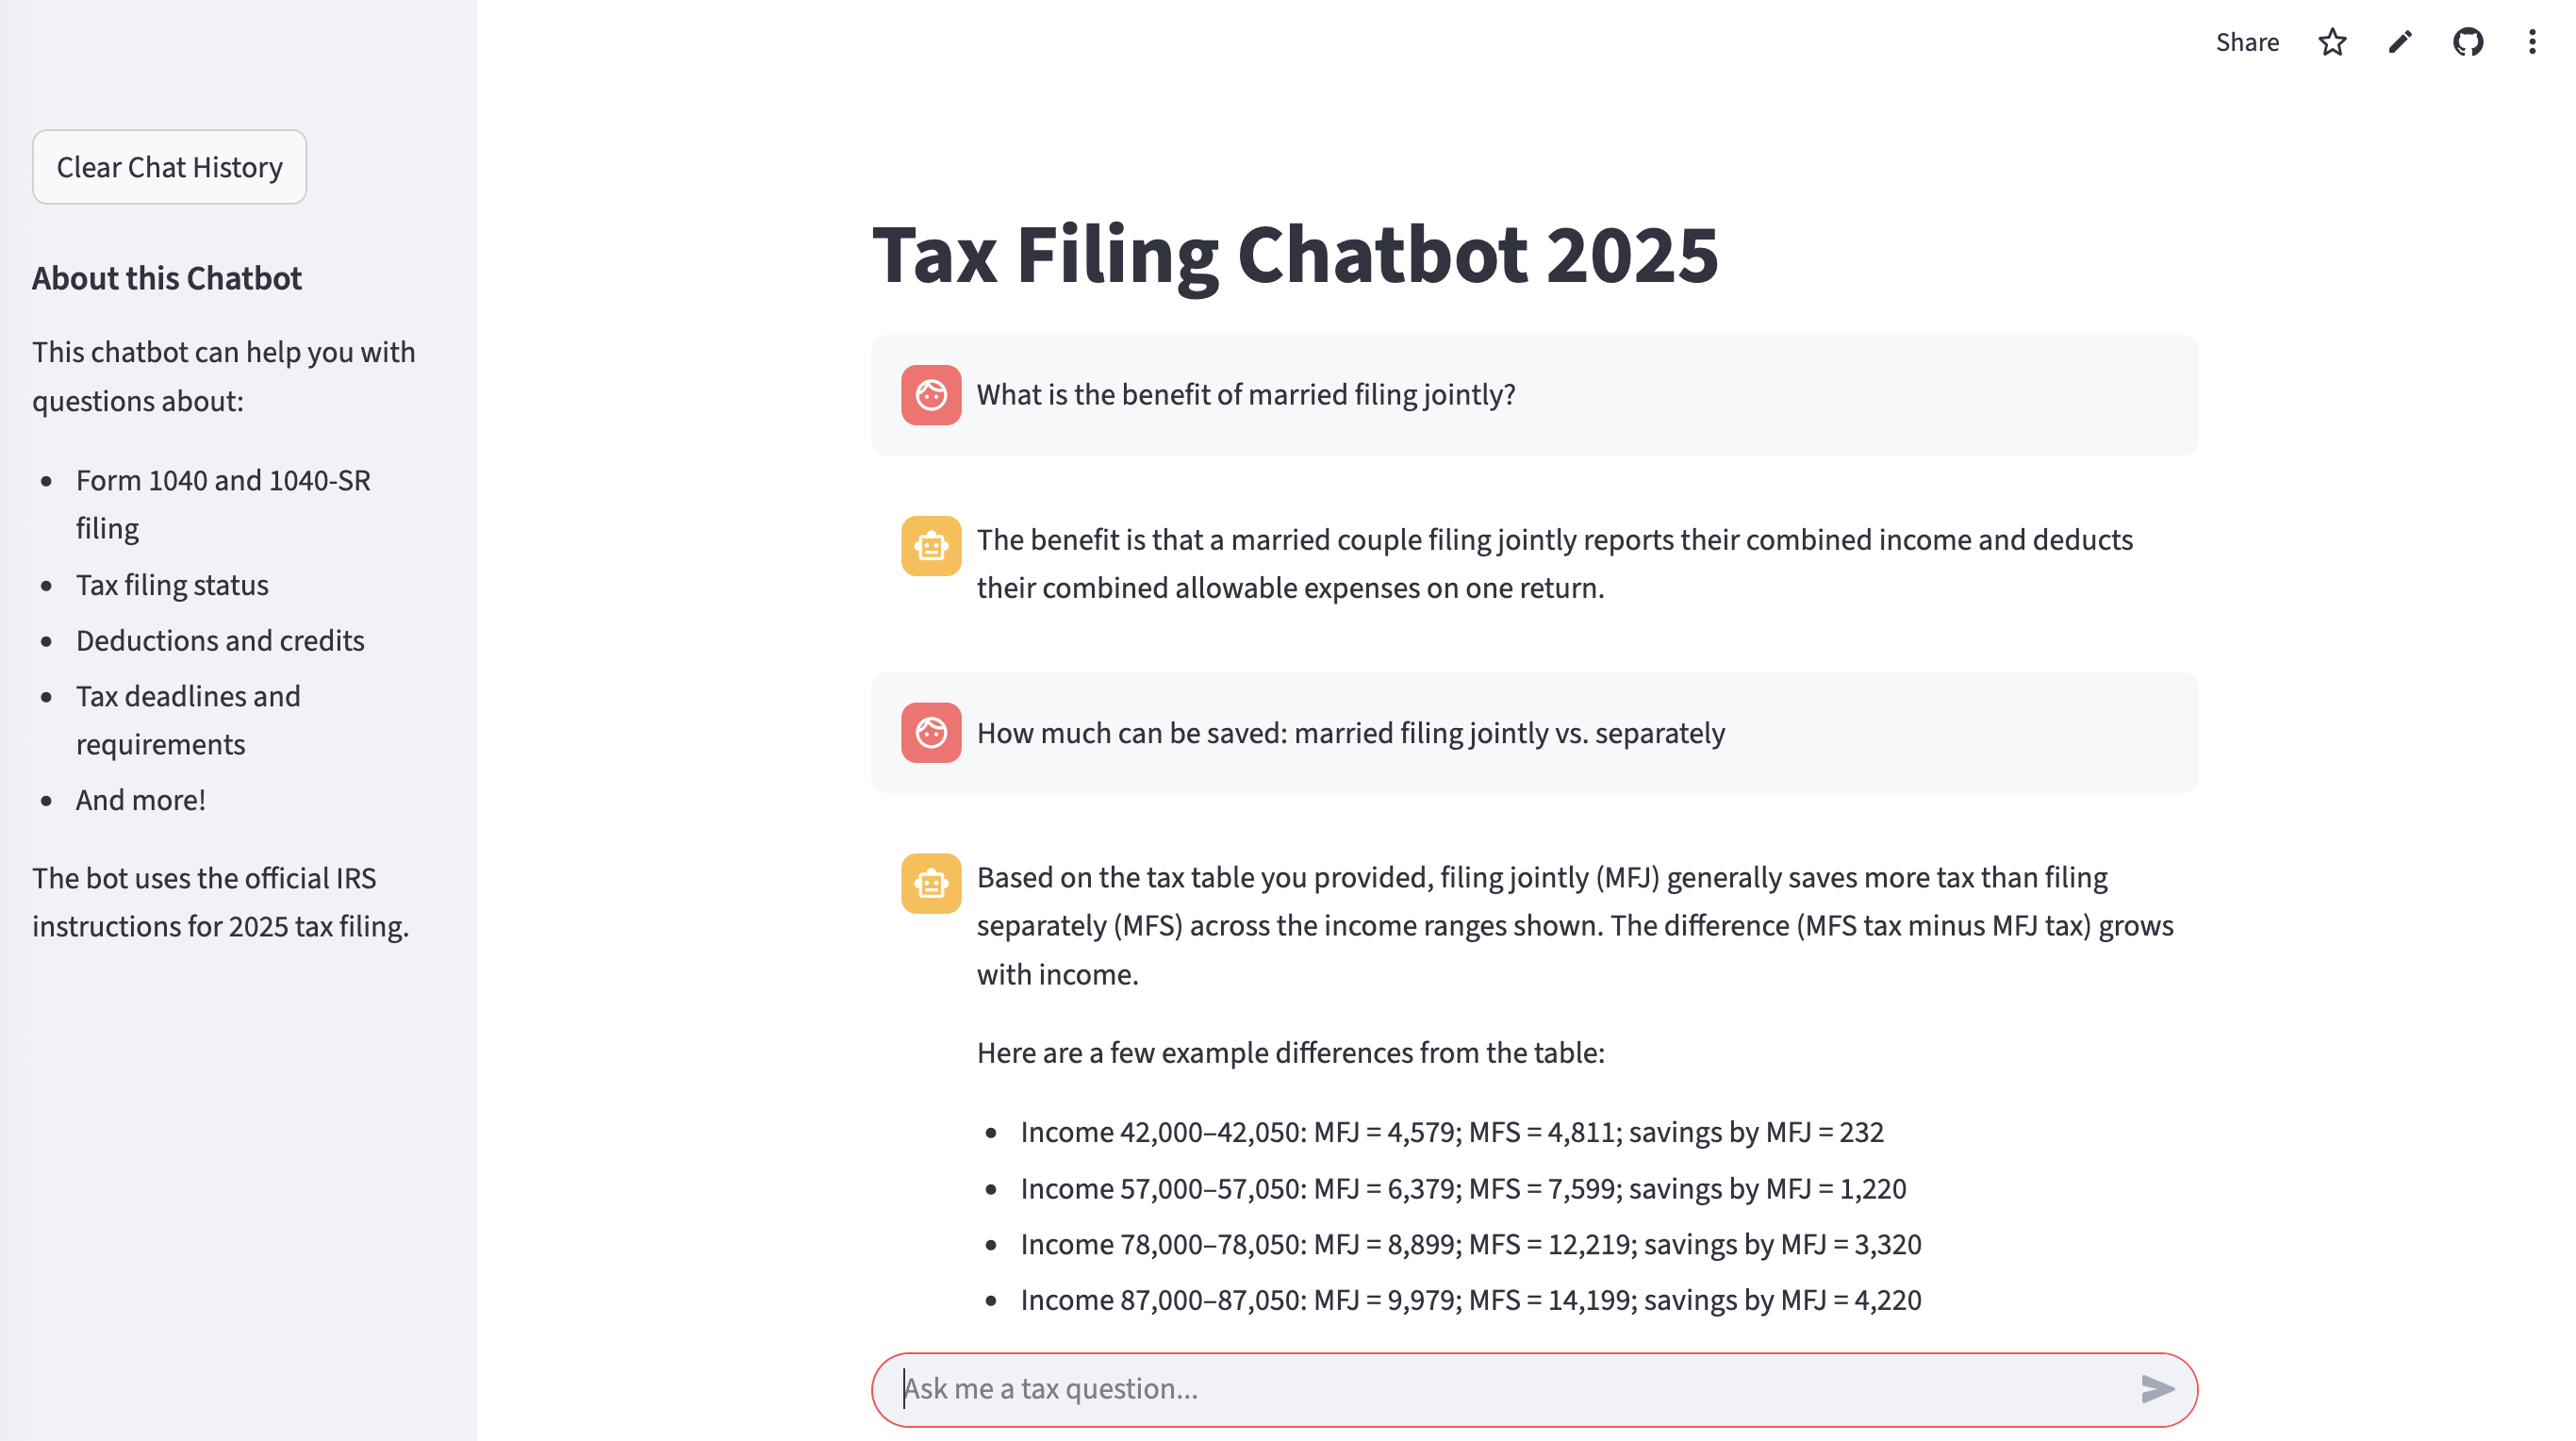 Share
Clear Chat History
About this Chatbot
This chatbot can help you with
questions about:
• Form 1040 and 1040-SR
filing
• Tax filing status
• Deductions and credits
• Tax deadlines and
requirements
• And more!
The bot uses the official IRS
instructions for 2025 tax filing.
Tax Filing Chatbot 2025
What is the benefit of married filing jointly?
The benefit is that a married couple filing jointly reports their combined income and deducts
their combined allowable expenses on one return.
How much can be saved: married filing jointly vs. separately
Based on the tax table you provided, filing jointly (MFJ) generally saves more tax than filing
separately (MFS) across the income ranges shown. The difference (MFS tax minus MFJ tax) grows
with income.
Here are a few example differences from the table:
• Income 42,000–42,050: MFJ = 4,579; MFS = 4,811; savings by MFJ = 232
• Income 57,000–57,050: MFJ = 6,379; MFS = 7,599; savings by MFJ = 1,220
• Income 78,000–78,050: MFJ = 8,899; MFS = 12,219; savings by MFJ = 3,320
• Income 87,000–87,050: MFJ = 9,979; MFS = 14,199; savings by MFJ = 4,220
Ask me a tax question...